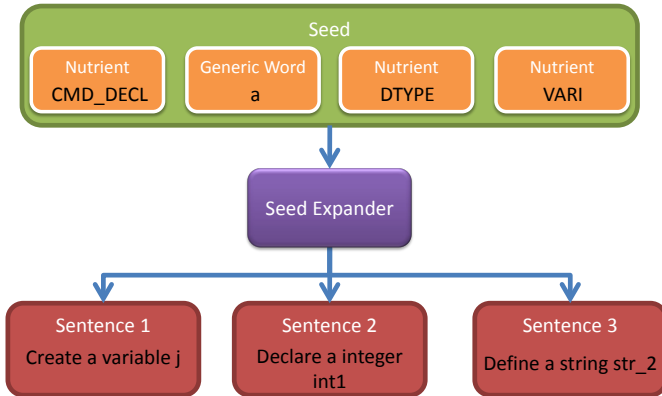 Seed
Nutrient
CMD_DECL
Generic Word
a
Nutrient
DTYPE
Nutrient
VARI
Seed Expander
Sentence 1
Create a variable j
Sentence 2
Declare a integer
int1
Sentence 3
Define a string str_2